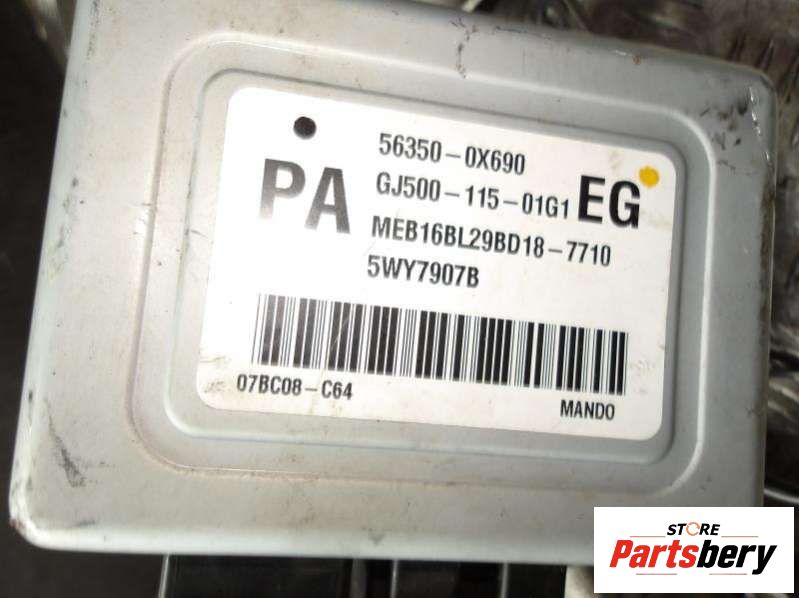 56350-0X690
PA GJ500-115-01G1 EG
MEB16BL29BD18-7710
5WY7907B
07BC08-C64
MANDO
STORE
Partsbery